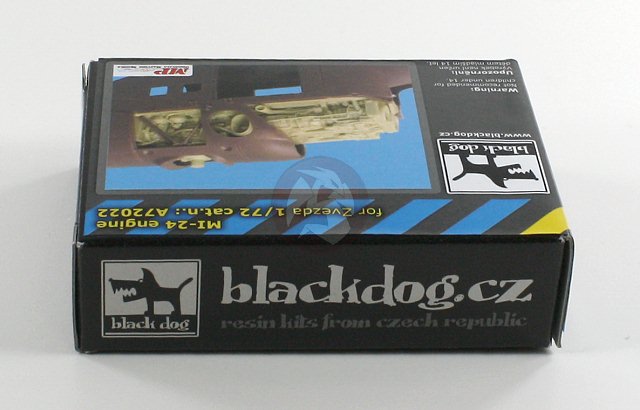 MI-24 engine
for Zvezda 1/72 cat.n.: A72022
black dog
www.blackdog.cz
Warning:
Not recommended for
children under 14.
Upozornění:
Výrobek není určen
dětem mladším 14 let.
MP
black dog
blackdog.cz
resin kits from czech republic